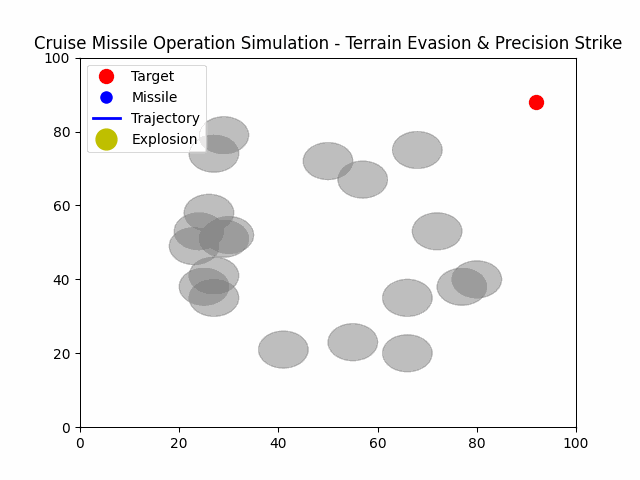 Cruise Missile Operation Simulation - Terrain Evasion & Precision Strike
100
Target
Missile
Trajectory
Explosion
80
60
40
20
0
0 20 40 60 80 100